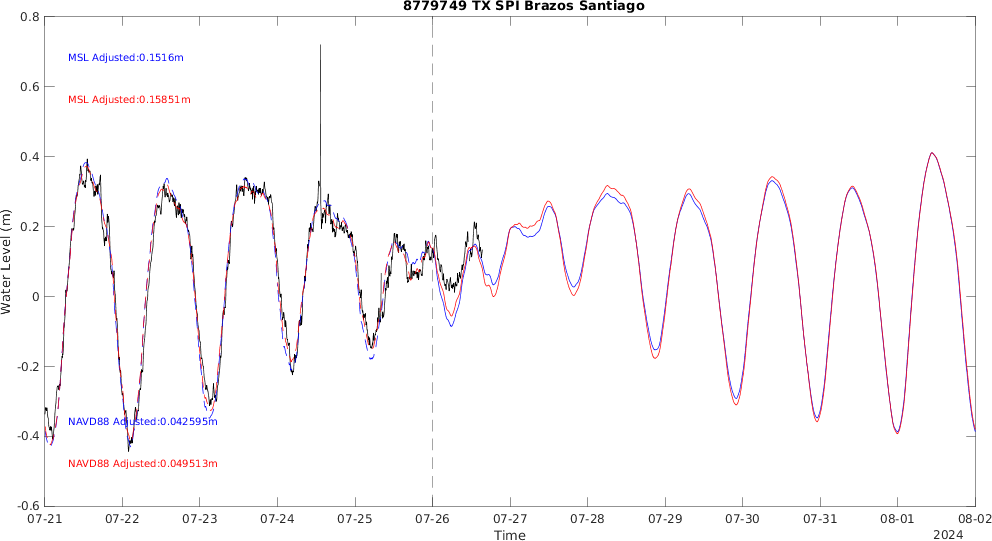 8779749 TX SPI Brazos Santiago
0.8
MSL Adjusted:0.1516m
0.6
MSL Adjusted:0.15851m
0.4
0.2
Water Level (m)
0
-0.2
NAVD88 Adjusted:0.042595m
-0.4
NAVD88 Adjusted:0.049513m
-0.6
07-21 07-22 07-23 07-24 07-25 07-26 07-27 07-28 07-29 07-30 07-31 08-01 08-02
Time
2024